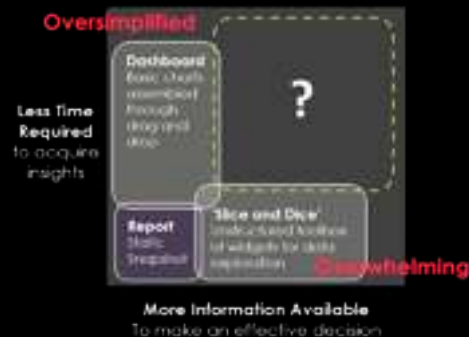 Oversimplified
Dashboard
Basic charts
assembled
through
drag and
drop
?
Less Time
Required
to acquire
insights
Report
Static
Snapshot
'Slice and Dice'
Unstructured toolbox
of widgets for data
exploration
Overwhelming
More Information Available
To make an effective decision